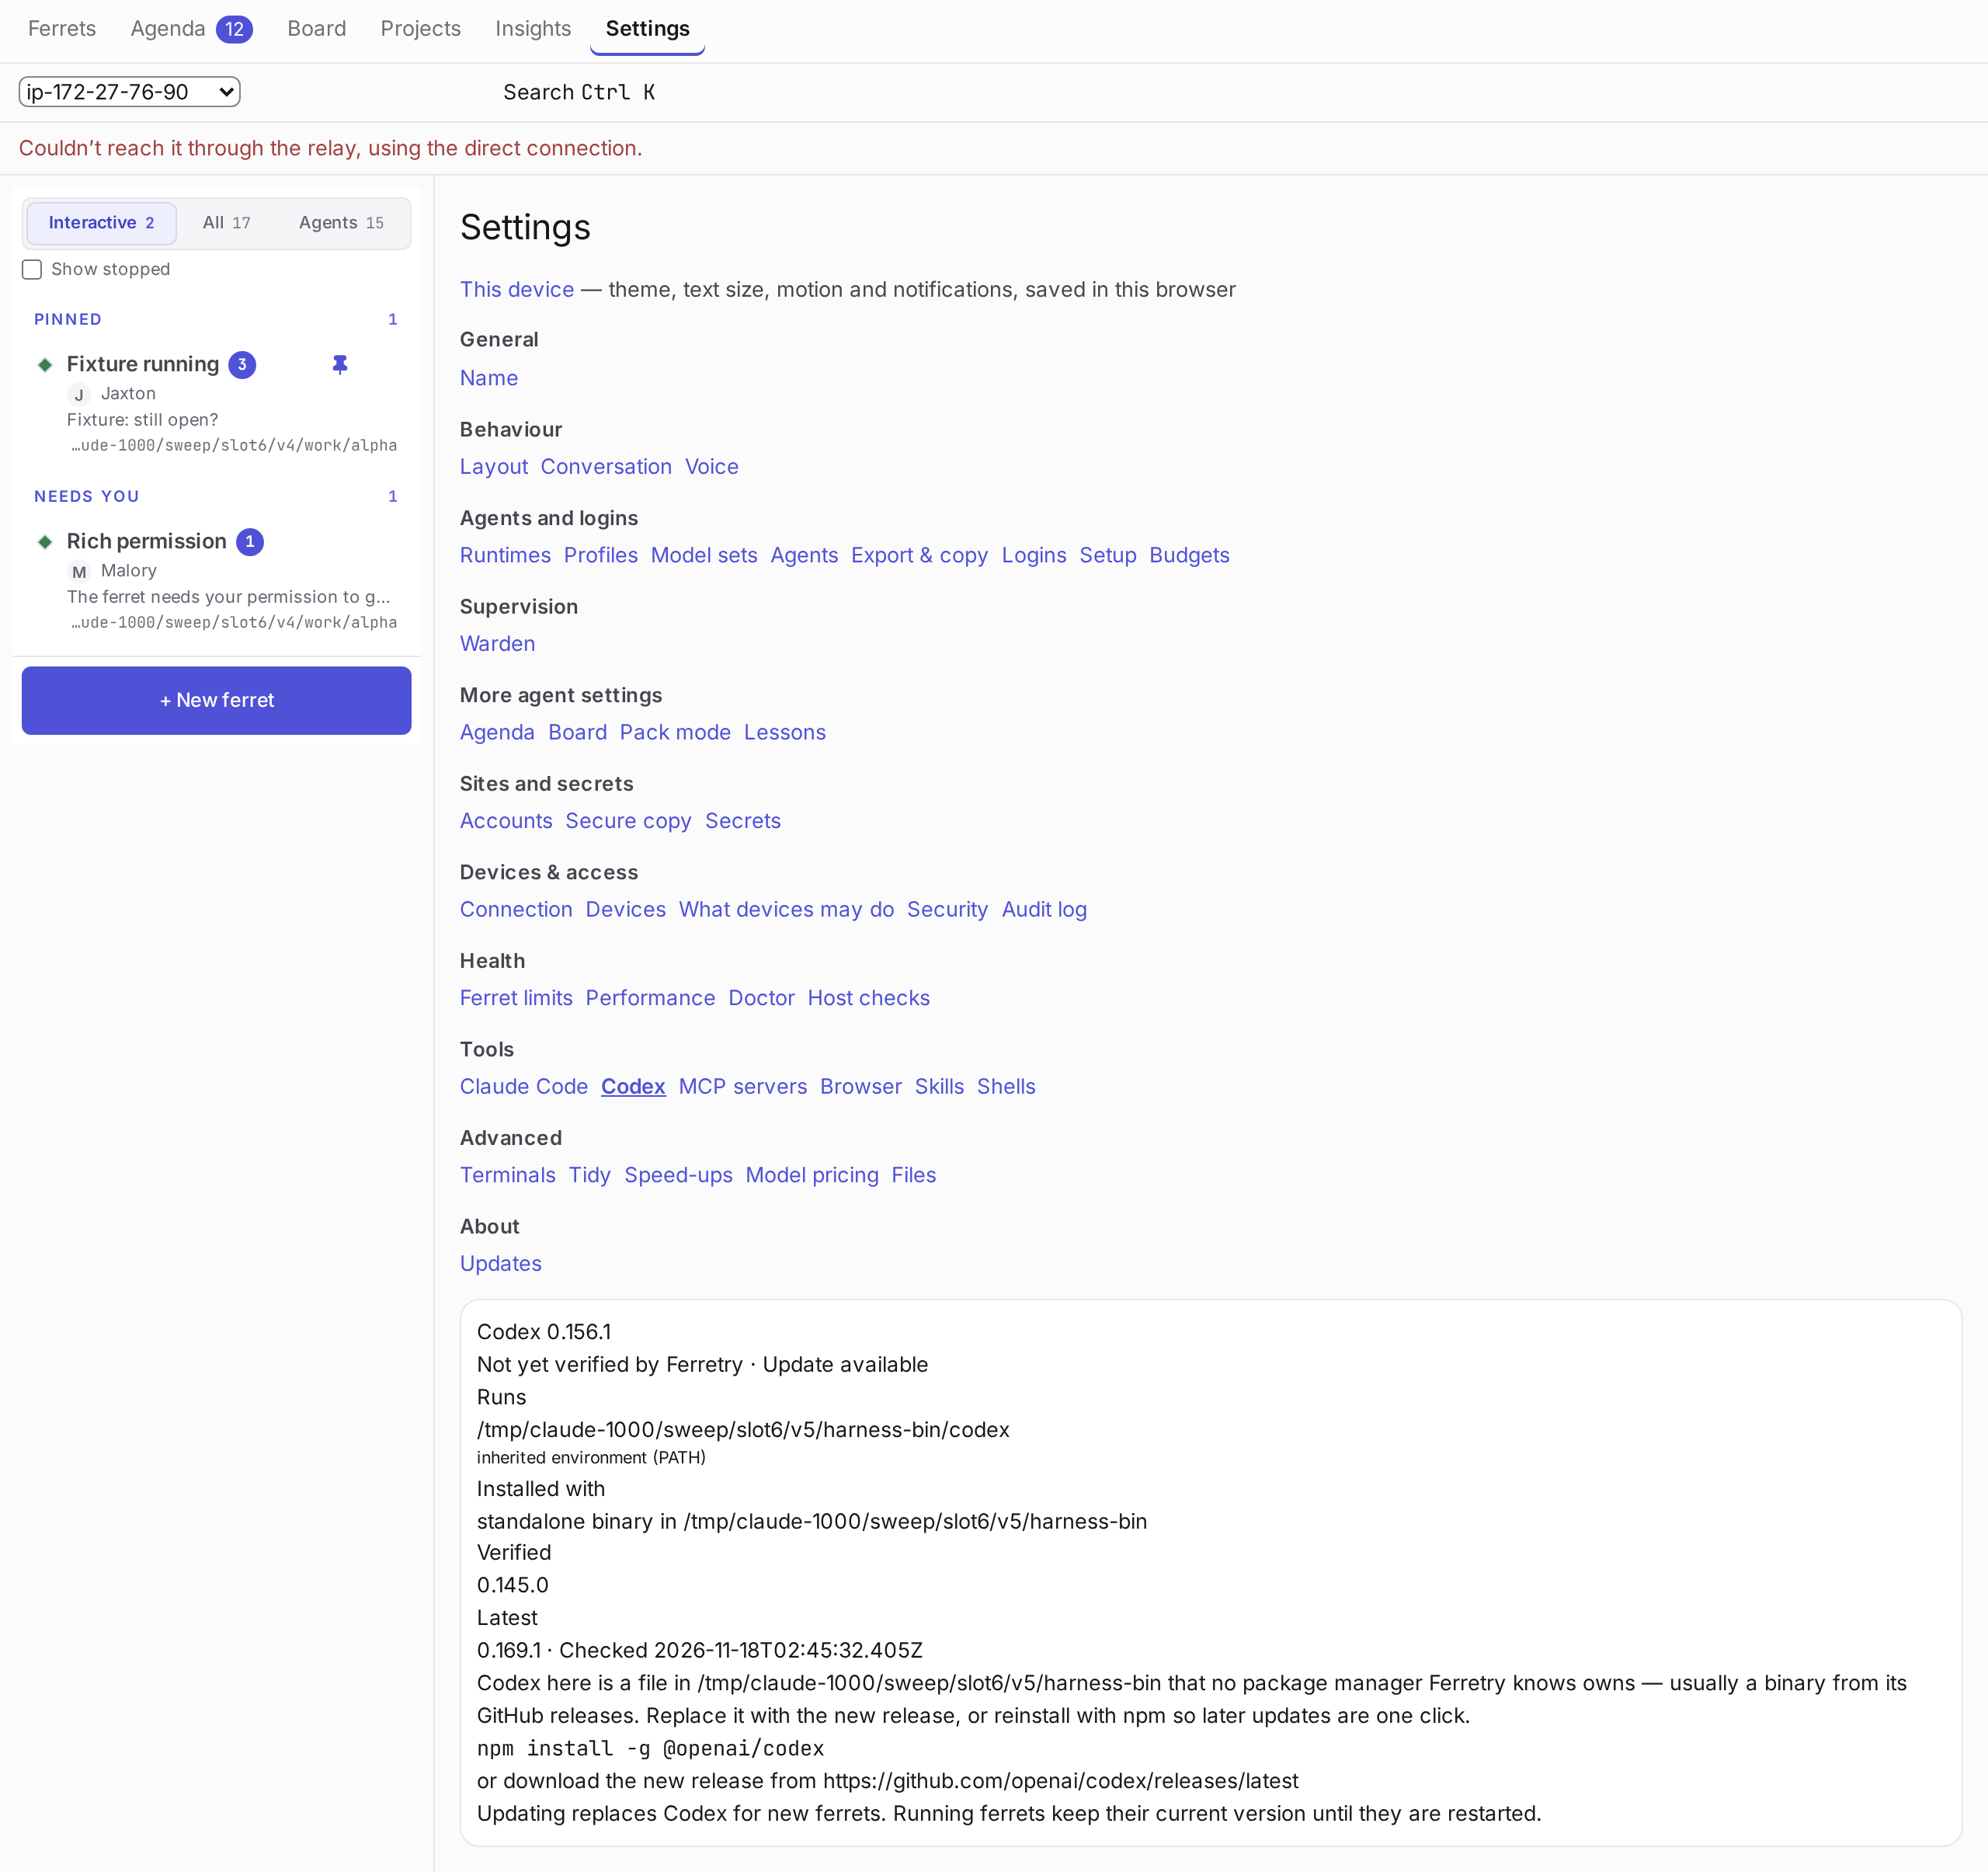 Ferrets Agenda 12 Board Projects Insights Settings
ip-172-27-76-90 Search Ctrl K
Couldn’t reach it through the relay, using the direct connection.
Interactive 2 All 17 Agents 15
Show stopped
PINNED 1
Fixture running 3
J Jaxton
Fixture: still open?
…ude-1000/sweep/slot6/v4/work/alpha
NEEDS YOU 1
Rich permission 1
M Malory
The ferret needs your permission to g…
…ude-1000/sweep/slot6/v4/work/alpha
+ New ferret
Settings
This device — theme, text size, motion and notifications, saved in this browser
General
Name
Behaviour
Layout Conversation Voice
Agents and logins
Runtimes Profiles Model sets Agents Export & copy Logins Setup Budgets
Supervision
Warden
More agent settings
Agenda Board Pack mode Lessons
Sites and secrets
Accounts Secure copy Secrets
Devices & access
Connection Devices What devices may do Security Audit log
Health
Ferret limits Performance Doctor Host checks
Tools
Claude Code Codex MCP servers Browser Skills Shells
Advanced
Terminals Tidy Speed-ups Model pricing Files
About
Updates
Codex 0.156.1
Not yet verified by Ferretry · Update available
Runs
/tmp/claude-1000/sweep/slot6/v5/harness-bin/codex
inherited environment (PATH)
Installed with
standalone binary in /tmp/claude-1000/sweep/slot6/v5/harness-bin
Verified
0.145.0
Latest
0.169.1 · Checked 2026-11-18T02:45:32.405Z
Codex here is a file in /tmp/claude-1000/sweep/slot6/v5/harness-bin that no package manager Ferretry knows owns — usually a binary from its
GitHub releases. Replace it with the new release, or reinstall with npm so later updates are one click.
npm install -g @openai/codex
or download the new release from https://github.com/openai/codex/releases/latest
Updating replaces Codex for new ferrets. Running ferrets keep their current version until they are restarted.